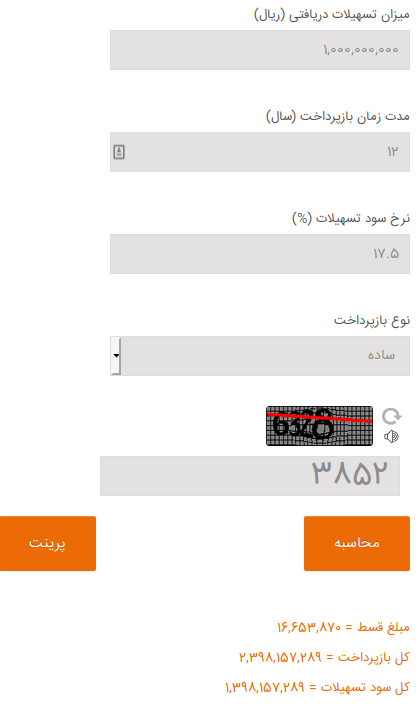 میزان تسهیلات دریافتی (ریال)
۱,۰۰۰,۰۰۰,۰۰۰
مدت زمان بازپرداخت (سال)
۱۲
نرخ سود تسهیلات (%)
۱۷.۵
نوع بازپرداخت
ساده
۳۸۵۲
محاسبه
پرینت
مبلغ قسط = ۱۶,۶۵۳,۸۷۰
کل بازپرداخت = ۲,۳۹۸,۱۵۷,۲۸۹
کل سود تسهیلات = ۱,۳۹۸,۱۵۷,۲۸۹